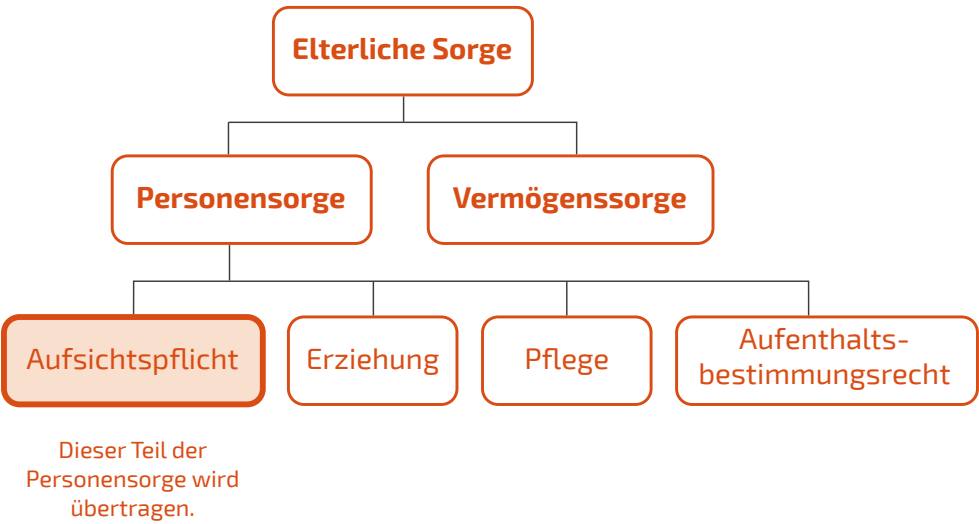 Elterliche Sorge
Personensorge
Vermögenssorge
Aufsichtspflicht
Erziehung
Pflege
Aufenthalts-
bestimmungsrecht
Dieser Teil der
Personensorge wird
übertragen.